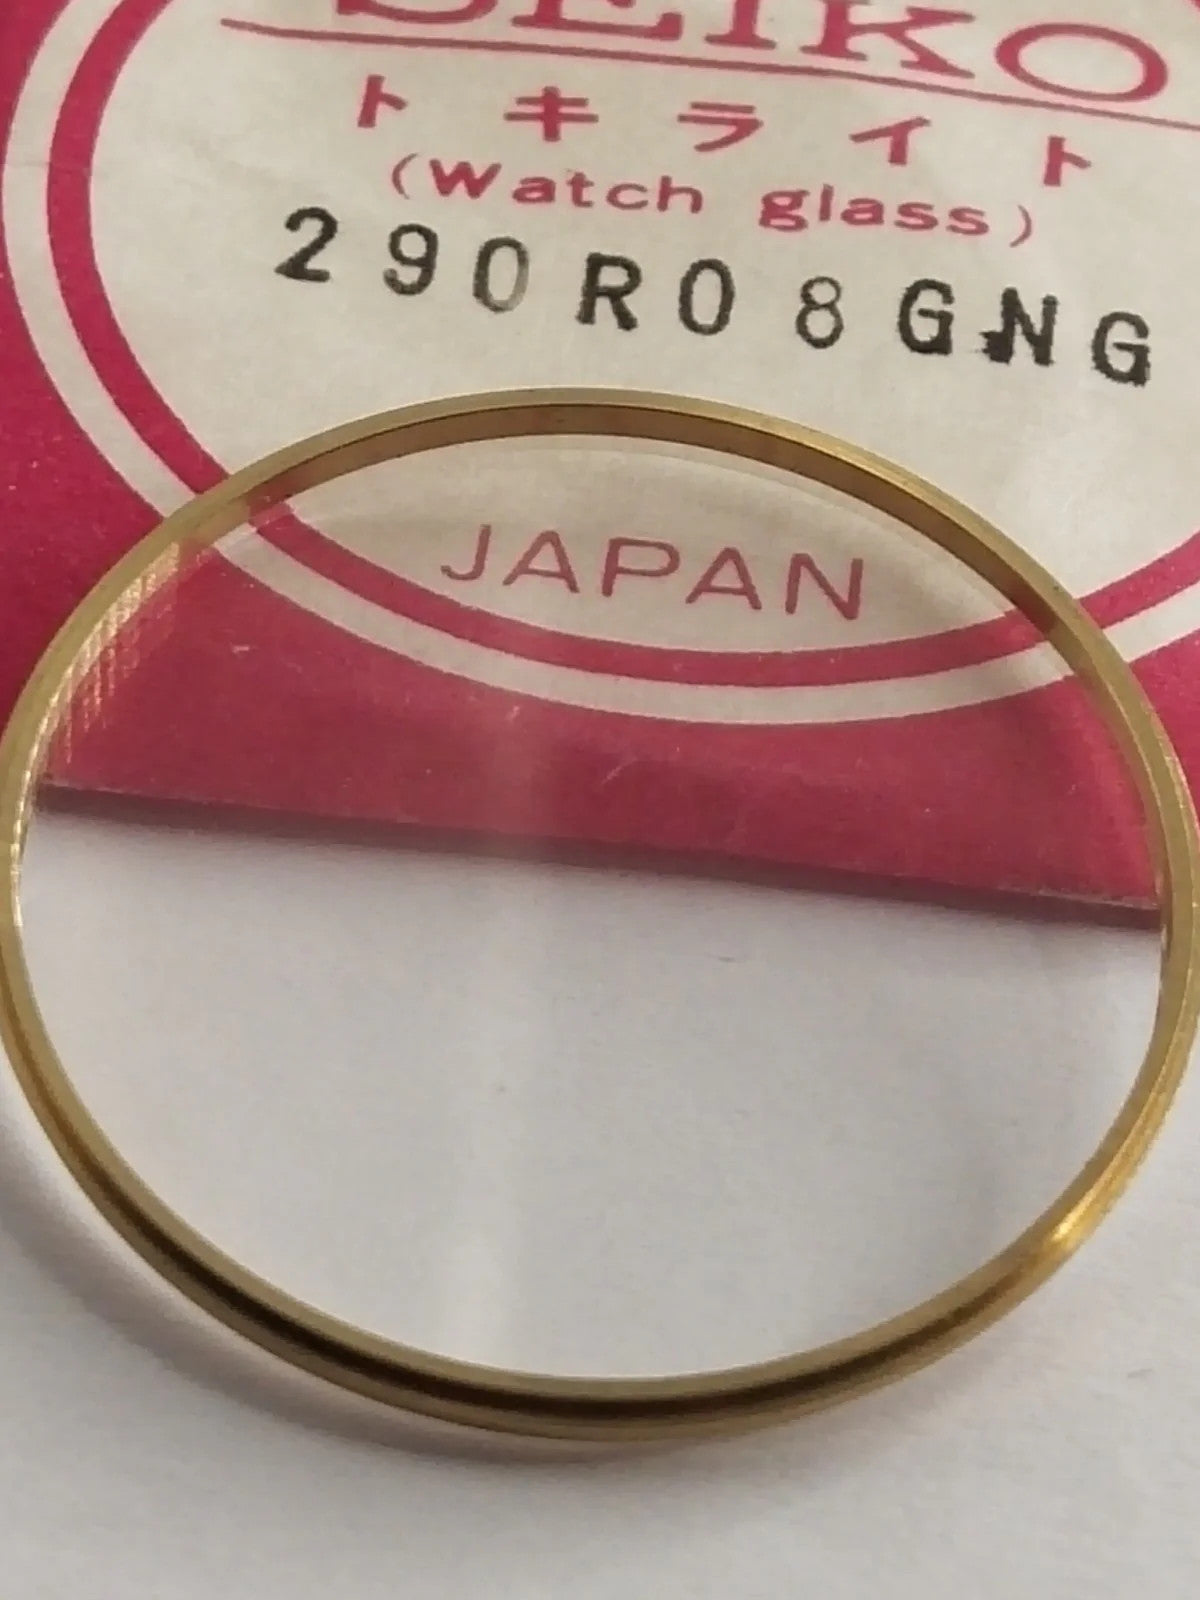 SEIKO
トキライト
(Watch glass)
290R08GNG
JAPAN